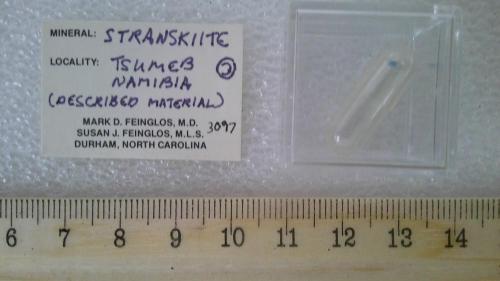 MINERAL: STRANSKIITE
LOCALITY: TSUMEB
NAMIBIA
(DESCRIBED MATERIAL)
MARK D. FEINGLOS, M.D.
SUSAN J. FEINGLOS, M.L.S. 3097
DURHAM, NORTH CAROLINA
6 7 8 9 10 11 12 13 14